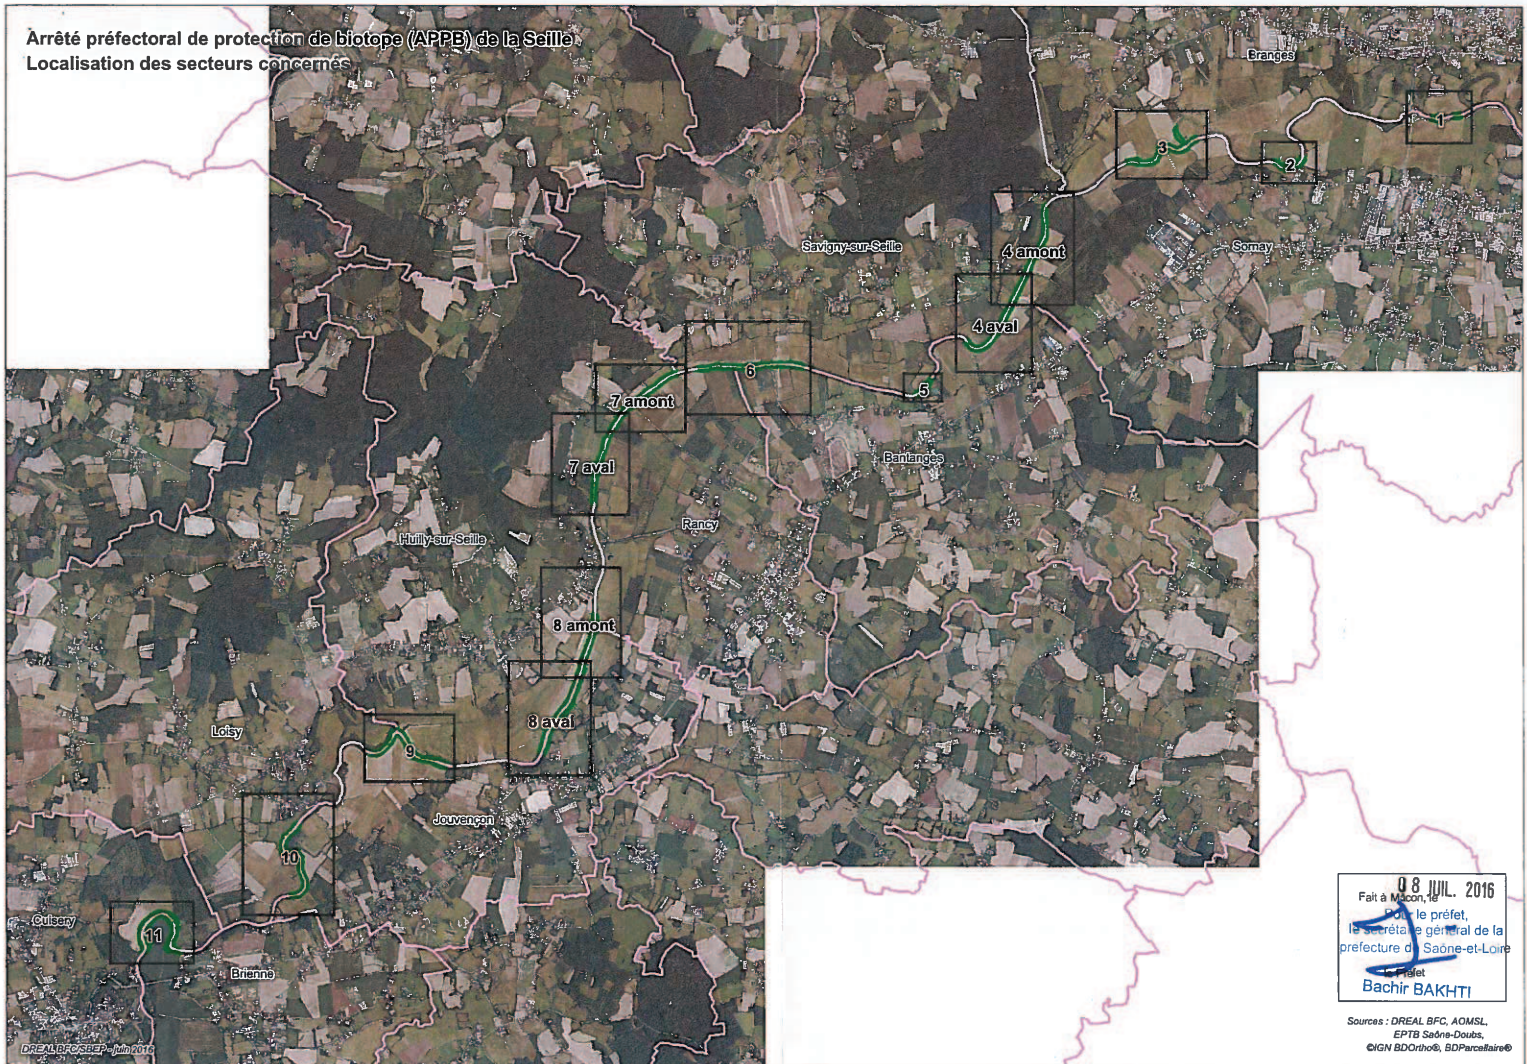 Arrêté préfectoral de protection de biotope (APPB) de la Seille
Localisation des secteurs concernés
Branges
1
2
3
Savigny-sur-Seille
4 amont
Sornay
4 aval
5
6
7 amont
7 aval
Bantanges
Rancy
Huilly-sur-Seille
8 amont
8 aval
Loisy
9
Jouvençon
10
Cuisery
11
Brienne
Fait à Mâcon, le
08 JUIL. 2016
Pour le préfet,
le secrétaire général de la
préfecture de Saône-et-Loire
le Préfet
Bachir BAKHTI
DREAL BFC/SBEP - juin 2016
Sources : DREAL BFC, AOMSL,
EPTB Saône-Doubs,
©IGN BDOrtho®, BDParcellaire®